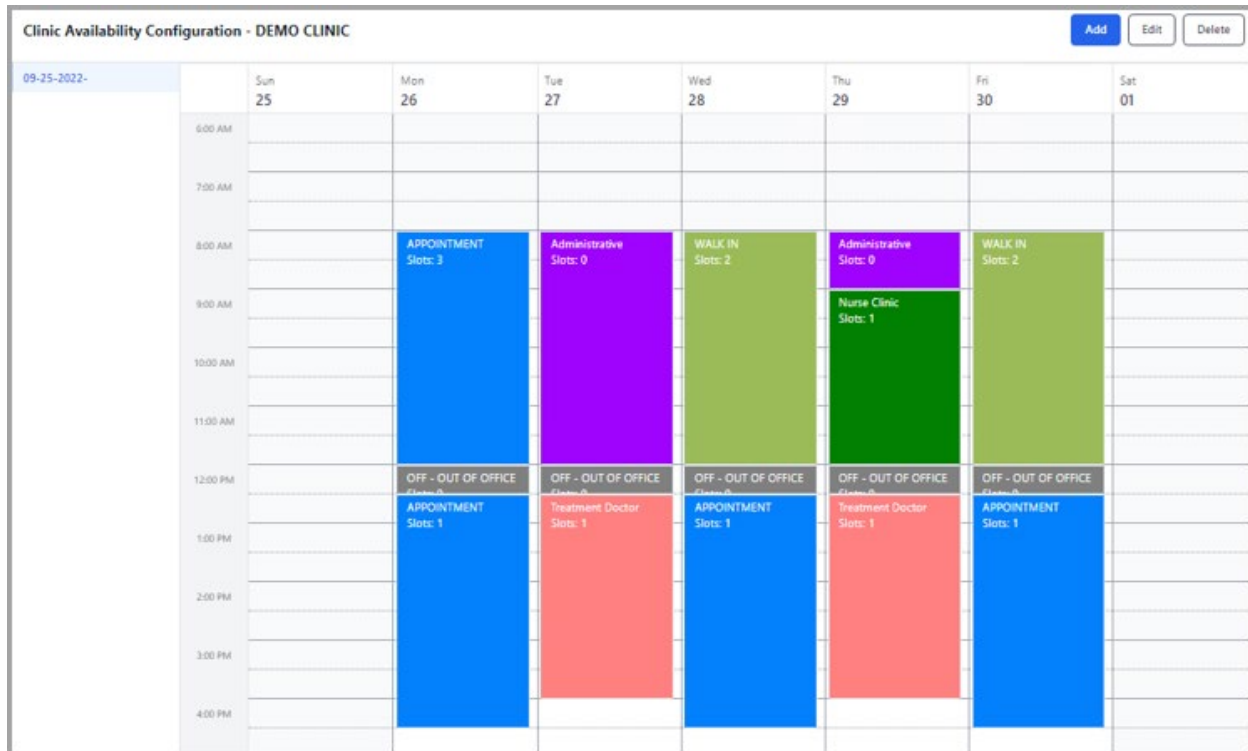 Clinic Availability Configuration - DEMO CLINIC
Add
Edit
Delete
09-25-2022-
Sun
25
Mon
26
Tue
27
Wed
28
Thu
29
Fri
30
Sat
01
6:00 AM
7:00 AM
8:00 AM
9:00 AM
10:00 AM
11:00 AM
12:00 PM
1:00 PM
2:00 PM
3:00 PM
4:00 PM
APPOINTMENT
Slots: 3
OFF - OUT OF OFFICE
APPOINTMENT
Slots: 1
Administrative
Slots: 0
OFF - OUT OF OFFICE
Treatment Doctor
Slots: 1
WALK IN
Slots: 2
OFF - OUT OF OFFICE
APPOINTMENT
Slots: 1
Administrative
Slots: 0
Nurse Clinic
Slots: 1
OFF - OUT OF OFFICE
Treatment Doctor
Slots: 1
WALK IN
Slots: 2
OFF - OUT OF OFFICE
APPOINTMENT
Slots: 1